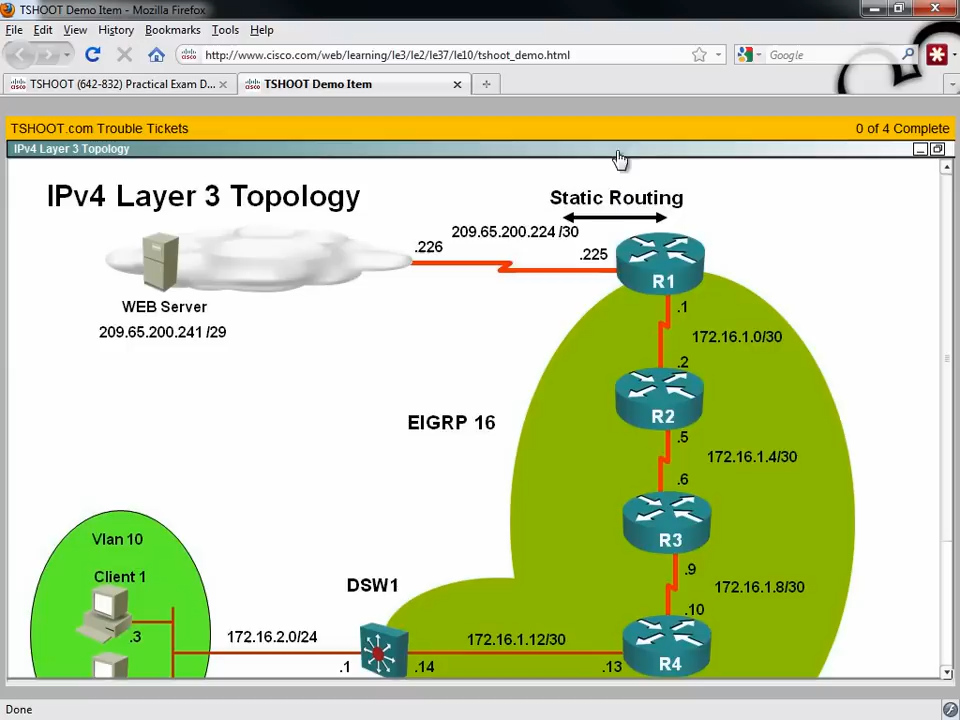 TSHOOT Demo Item - Mozilla Firefox
File Edit View History Bookmarks Tools Help
http://www.cisco.com/web/learning/le3/le2/le37/le10/tshoot_demo.html
Google
TSHOOT (642-832) Practical Exam D...
TSHOOT Demo Item
TSHOOT.com Trouble Tickets
0 of 4 Complete
IPv4 Layer 3 Topology
IPv4 Layer 3 Topology
Static Routing
209.65.200.224 /30
.226
.225
R1
WEB Server
209.65.200.241 /29
.1
172.16.1.0/30
.2
R2
EIGRP 16
.5
172.16.1.4/30
.6
R3
Vlan 10
Client 1
DSW1
.9
172.16.1.8/30
.10
.3
172.16.2.0/24
172.16.1.12/30
.1
.14
.13
R4
Done